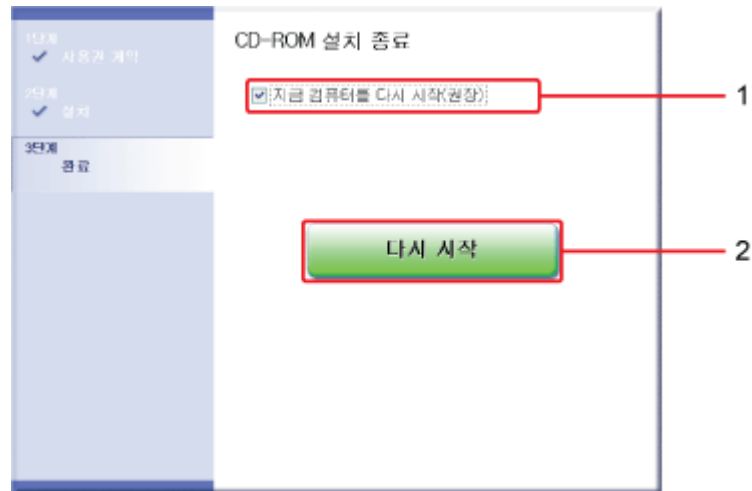 1단계
✔ 사용권 계약
2단계
✔ 설치
3단계
완료
CD-ROM 설치 종료
지금 컴퓨터를 다시 시작(권장)
1
다시 시작
2